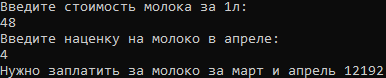 Введите стоимость молока за 1л:
48
Введите наценку на молоко в апреле:
4
Нужно заплатить за молоко за март и апрель 12192